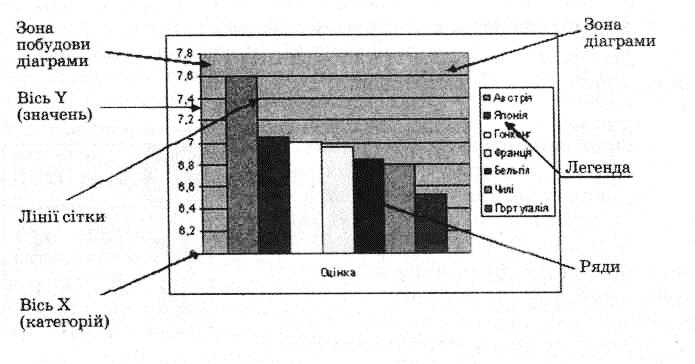 Зона
побудови
діаграми
Зона
діаграми
Вісь Y
(значень)
Лінії сітки
Вісь X
(категорій)
7,8
7,6
7,4
7,2
7
6,8
6,6
6,4
6,2
6
Оцінка
Австрія
Японія
Гонконг
Франція
Бельгія
Чилі
Португалія
Легенда
Ряди